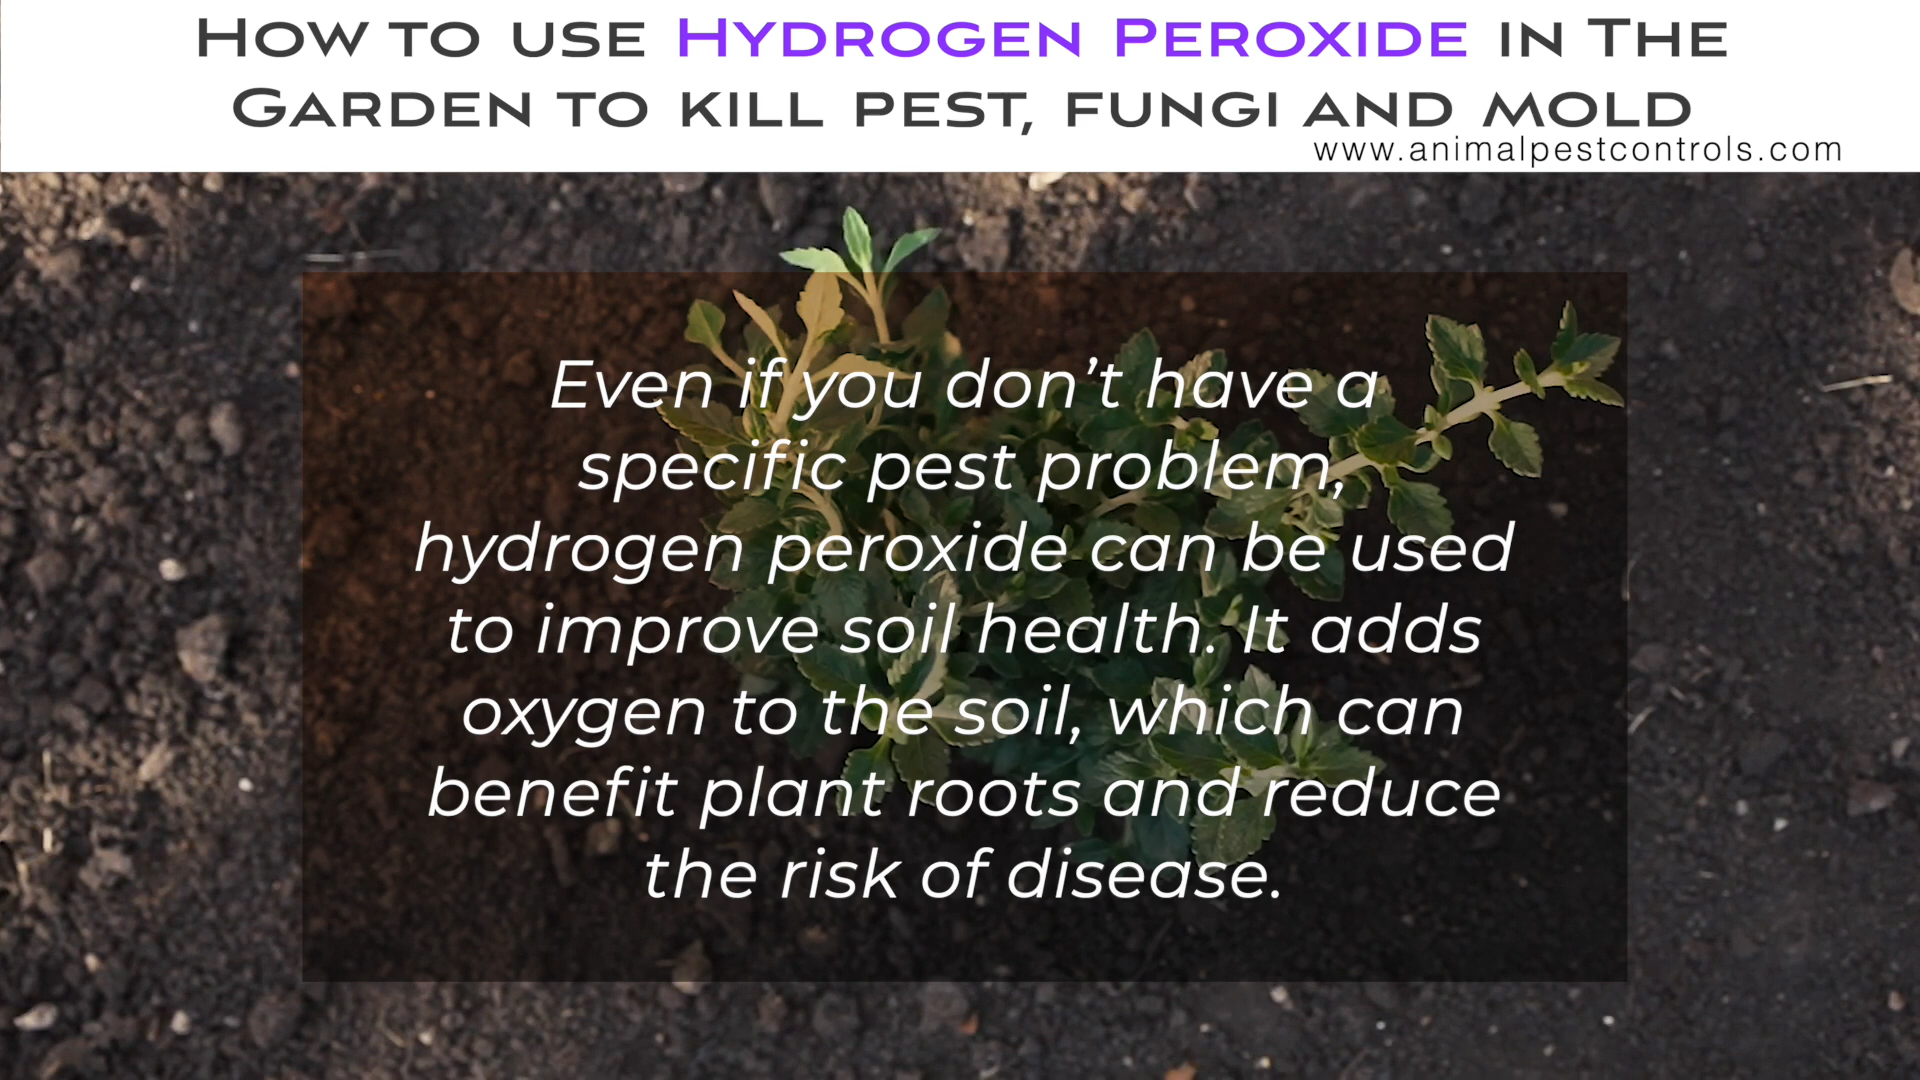 How to use Hydrogen Peroxide in The
Garden to kill pest, fungi and mold
www.animalpestcontrols.com
Even if you don’t have a
specific pest problem,
hydrogen peroxide can be used
to improve soil health. It adds
oxygen to the soil, which can
benefit plant roots and reduce
the risk of disease.